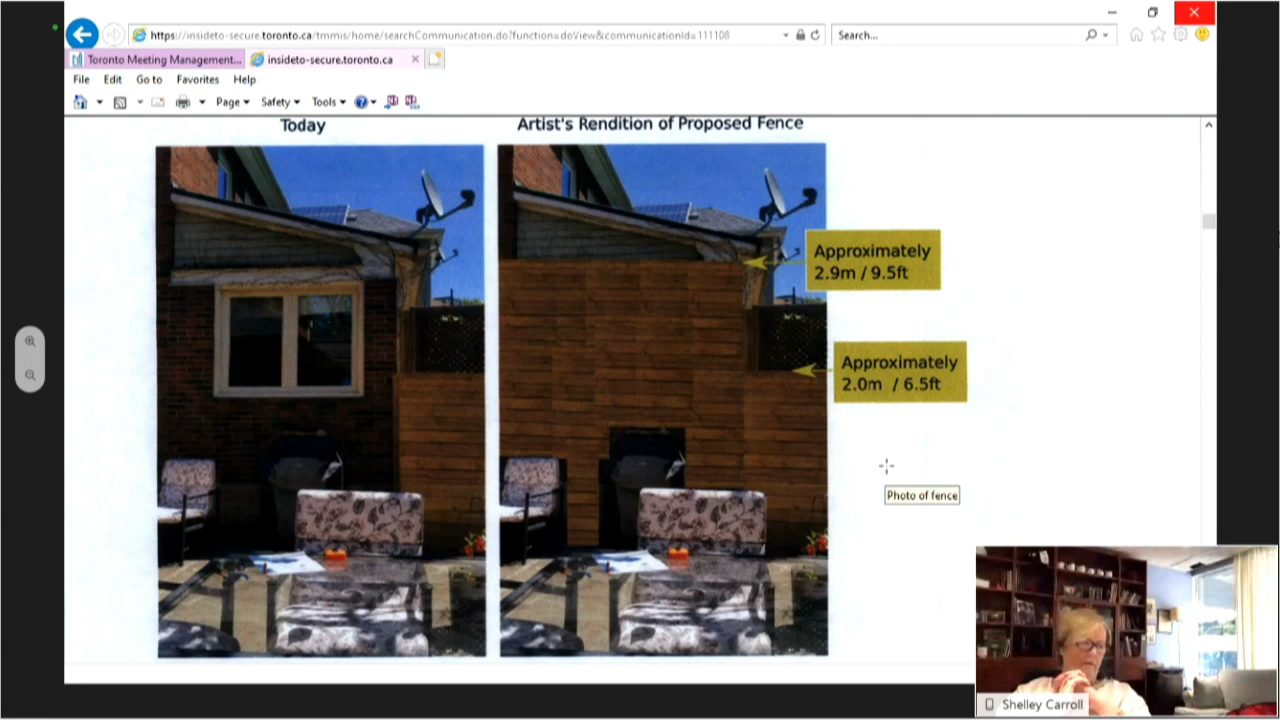 https://insideto-secure.toronto.ca/tmmis/home/searchCommunication.do?function=doView&communicationId=111108
Search...
Toronto Meeting Management...
insideto-secure.toronto.ca
File Edit Go to Favorites Help
Page Safety Tools
Today
Artist's Rendition of Proposed Fence
Approximately
2.9m / 9.5ft
Approximately
2.0m / 6.5ft
Photo of fence
Shelley Carroll